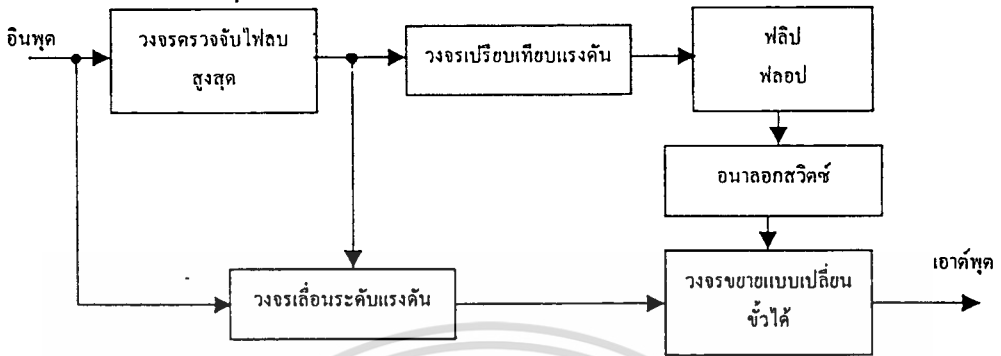 อินพุต
วงจรตรวจจับไฟลบ
สูงสุด
วงจรเปรียบเทียบแรงดัน
ฟลิป
ฟลอป
อนาลอกสวิตซ์
วงจรเลื่อนระดับแรงดัน
วงจรขยายแบบเปลี่ยน
ขั้วได้
เอาต์พุต